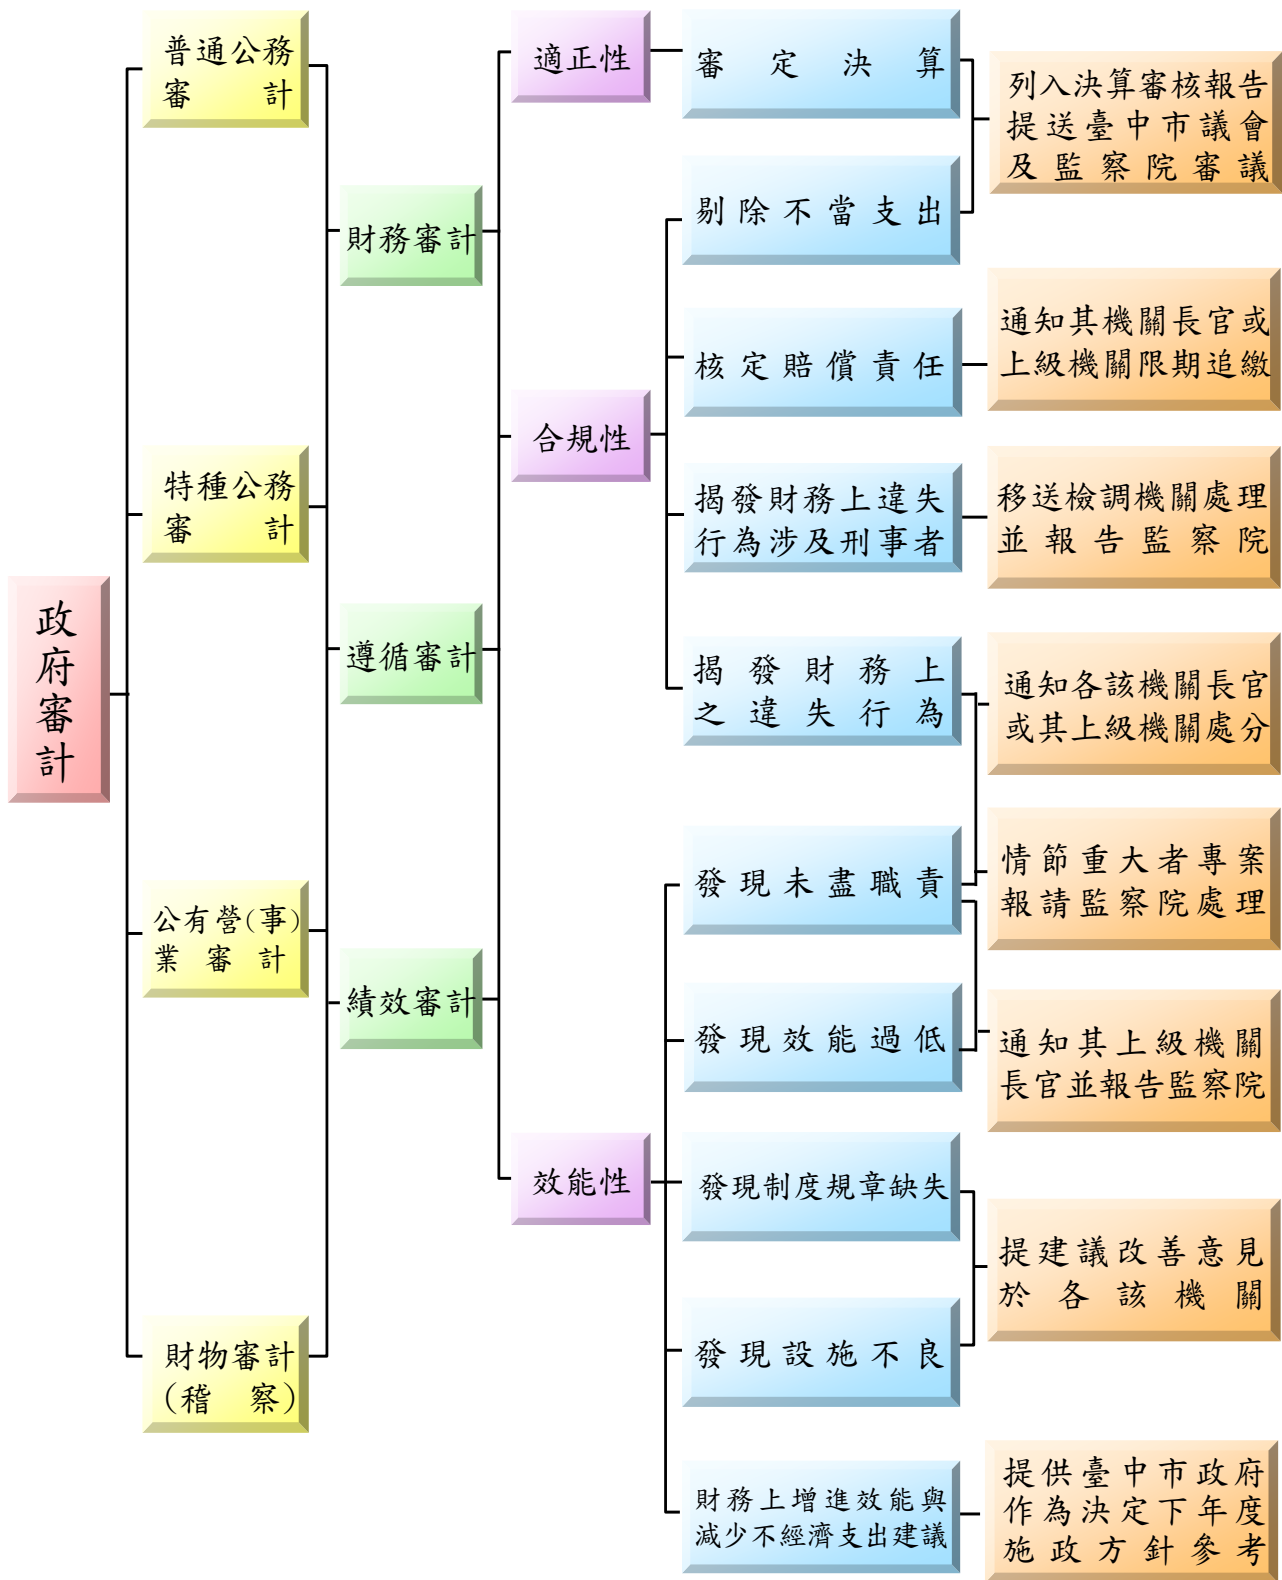 政
府
審
計
普通公務
審計
特種公務
審計
公有營(事)
業審計
財物審計
(稽察)
財務審計
遵循審計
績效審計
適正性
合規性
效能性
審定決算
剔除不當支出
核定賠償責任
揭發財務上違失
行為涉及刑事者
揭發財務上
之違失行為
發現未盡職責
發現效能過低
發現制度規章缺失
發現設施不良
財務上增進效能與
減少不經濟支出建議
列入決算審核報告
提送臺中市議會
及監察院審議
通知其機關長官或
上級機關限期追繳
移送檢調機關處理
並報告監察院
通知各該機關長官
或其上級機關處分
情節重大者專案
報請監察院處理
通知其上級機關
長官並報告監察院
提建議改善意見
於各該機關
提供臺中市政府
作為決定下年度
施政方針參考